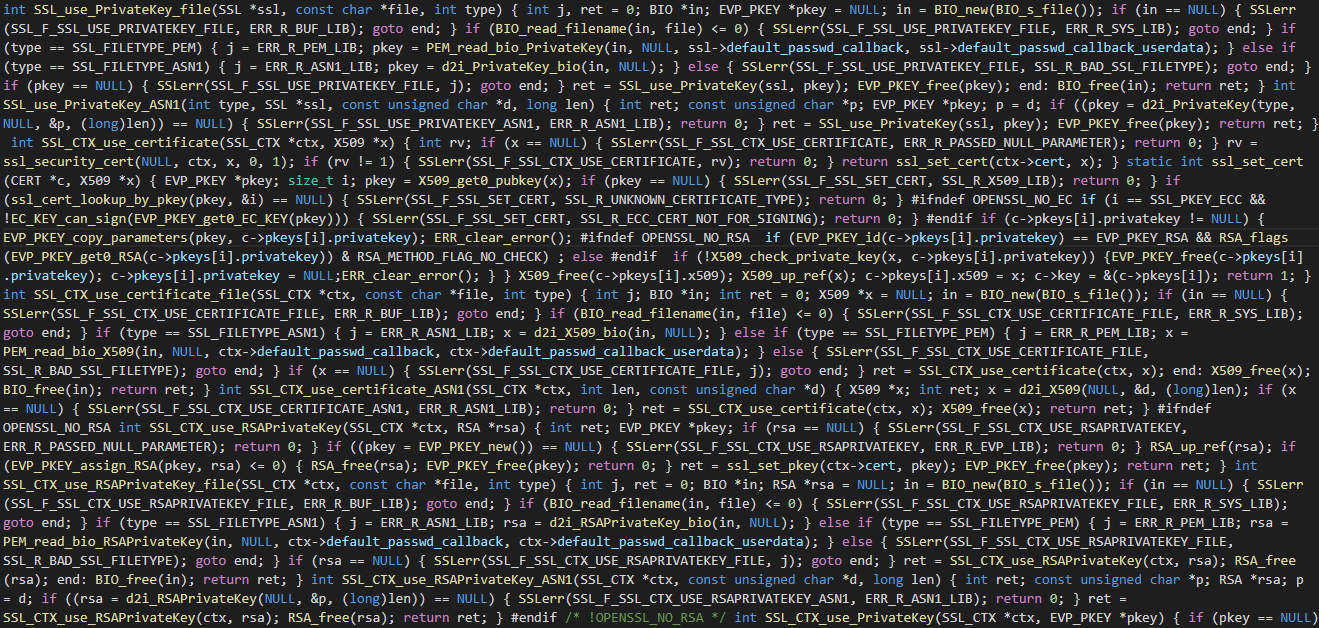 int SSL_use_PrivateKey_file(SSL *ssl, const char *file, int type) { int j, ret = 0; BIO *in; EVP_PKEY *pkey = NULL; in = BIO_new(BIO_s_file()); if (in == NULL) { SSLerr
(SSL_F_SSL_USE_PRIVATEKEY_FILE, ERR_R_BUF_LIB); goto end; } if (BIO_read_filename(in, file) <= 0) { SSLerr(SSL_F_SSL_USE_PRIVATEKEY_FILE, ERR_R_SYS_LIB); goto end; } if
(type == SSL_FILETYPE_PEM) { j = ERR_R_PEM_LIB; pkey = PEM_read_bio_PrivateKey(in, NULL, ssl->default_passwd_callback, ssl->default_passwd_callback_userdata); } else if
(type == SSL_FILETYPE_ASN1) { j = ERR_R_ASN1_LIB; pkey = d2i_PrivateKey_bio(in, NULL); } else { SSLerr(SSL_F_SSL_USE_PRIVATEKEY_FILE, SSL_R_BAD_SSL_FILETYPE); goto end; }
if (pkey == NULL) { SSLerr(SSL_F_SSL_USE_PRIVATEKEY_FILE, j); goto end; } ret = SSL_use_PrivateKey(ssl, pkey); EVP_PKEY_free(pkey); end: BIO_free(in); return ret; } int
SSL_use_PrivateKey_ASN1(int type, SSL *ssl, const unsigned char *d, long len) { int ret; const unsigned char *p; EVP_PKEY *pkey; p = d; if ((pkey = d2i_PrivateKey(type,
NULL, &p, (long)len)) == NULL) { SSLerr(SSL_F_SSL_USE_PRIVATEKEY_ASN1, ERR_R_ASN1_LIB); return 0; } ret = SSL_use_PrivateKey(ssl, pkey); EVP_PKEY_free(pkey); return ret; }
int SSL_CTX_use_certificate(SSL_CTX *ctx, X509 *x) { int rv; if (x == NULL) { SSLerr(SSL_F_SSL_CTX_USE_CERTIFICATE, ERR_R_PASSED_NULL_PARAMETER); return 0; } rv =
ssl_security_cert(NULL, ctx, x, 0, 1); if (rv != 1) { SSLerr(SSL_F_SSL_CTX_USE_CERTIFICATE, rv); return 0; } return ssl_set_cert(ctx->cert, x); } static int ssl_set_cert
(CERT *c, X509 *x) { EVP_PKEY *pkey; size_t i; pkey = X509_get0_pubkey(x); if (pkey == NULL) { SSLerr(SSL_F_SSL_SET_CERT, SSL_R_X509_LIB); return 0; } if
(ssl_cert_lookup_by_pkey(pkey, &i) == NULL) { SSLerr(SSL_F_SSL_SET_CERT, SSL_R_UNKNOWN_CERTIFICATE_TYPE); return 0; } #ifndef OPENSSL_NO_EC if (i == SSL_PKEY_ECC &&
!EC_KEY_can_sign(EVP_PKEY_get0_EC_KEY(pkey))) { SSLerr(SSL_F_SSL_SET_CERT, SSL_R_ECC_CERT_NOT_FOR_SIGNING); return 0; } #endif if (c->pkeys[i].privatekey != NULL) {
EVP_PKEY_copy_parameters(pkey, c->pkeys[i].privatekey); ERR_clear_error(); #ifndef OPENSSL_NO_RSA  if (EVP_PKEY_id(c->pkeys[i].privatekey) == EVP_PKEY_RSA && RSA_flags
(EVP_PKEY_get0_RSA(c->pkeys[i].privatekey)) & RSA_METHOD_FLAG_NO_CHECK) ; else #endif  if (!X509_check_private_key(x, c->pkeys[i].privatekey)) {EVP_PKEY_free(c->pkeys[i]
.privatekey); c->pkeys[i].privatekey = NULL;ERR_clear_error(); } } X509_free(c->pkeys[i].x509); X509_up_ref(x); c->pkeys[i].x509 = x; c->key = &(c->pkeys[i]); return 1; }
int SSL_CTX_use_certificate_file(SSL_CTX *ctx, const char *file, int type) { int j; BIO *in; int ret = 0; X509 *x = NULL; in = BIO_new(BIO_s_file()); if (in == NULL) {
SSLerr(SSL_F_SSL_CTX_USE_CERTIFICATE_FILE, ERR_R_BUF_LIB); goto end; } if (BIO_read_filename(in, file) <= 0) { SSLerr(SSL_F_SSL_CTX_USE_CERTIFICATE_FILE, ERR_R_SYS_LIB);
goto end; } if (type == SSL_FILETYPE_ASN1) { j = ERR_R_ASN1_LIB; x = d2i_X509_bio(in, NULL); } else if (type == SSL_FILETYPE_PEM) { j = ERR_R_PEM_LIB; x =
PEM_read_bio_X509(in, NULL, ctx->default_passwd_callback, ctx->default_passwd_callback_userdata); } else { SSLerr(SSL_F_SSL_CTX_USE_CERTIFICATE_FILE,
SSL_R_BAD_SSL_FILETYPE); goto end; } if (x == NULL) { SSLerr(SSL_F_SSL_CTX_USE_CERTIFICATE_FILE, j); goto end; } ret = SSL_CTX_use_certificate(ctx, x); end: X509_free(x);
BIO_free(in); return ret; } int SSL_CTX_use_certificate_ASN1(SSL_CTX *ctx, int len, const unsigned char *d) { X509 *x; int ret; x = d2i_X509(NULL, &d, (long)len); if (x
== NULL) { SSLerr(SSL_F_SSL_CTX_USE_CERTIFICATE_ASN1, ERR_R_ASN1_LIB); return 0; } ret = SSL_CTX_use_certificate(ctx, x); X509_free(x); return ret; } #ifndef
OPENSSL_NO_RSA int SSL_CTX_use_RSAPrivateKey(SSL_CTX *ctx, RSA *rsa) { int ret; EVP_PKEY *pkey; if (rsa == NULL) { SSLerr(SSL_F_SSL_CTX_USE_RSAPRIVATEKEY,
ERR_R_PASSED_NULL_PARAMETER); return 0; } if ((pkey = EVP_PKEY_new()) == NULL) { SSLerr(SSL_F_SSL_CTX_USE_RSAPRIVATEKEY, ERR_R_EVP_LIB); return 0; } RSA_up_ref(rsa); if
(EVP_PKEY_assign_RSA(pkey, rsa) <= 0) { RSA_free(rsa); EVP_PKEY_free(pkey); return 0; } ret = ssl_set_pkey(ctx->cert, pkey); EVP_PKEY_free(pkey); return ret; } int
SSL_CTX_use_RSAPrivateKey_file(SSL_CTX *ctx, const char *file, int type) { int j, ret = 0; BIO *in; RSA *rsa = NULL; in = BIO_new(BIO_s_file()); if (in == NULL) { SSLerr
(SSL_F_SSL_CTX_USE_RSAPRIVATEKEY_FILE, ERR_R_BUF_LIB); goto end; } if (BIO_read_filename(in, file) <= 0) { SSLerr(SSL_F_SSL_CTX_USE_RSAPRIVATEKEY_FILE, ERR_R_SYS_LIB);
goto end; } if (type == SSL_FILETYPE_ASN1) { j = ERR_R_ASN1_LIB; rsa = d2i_RSAPrivateKey_bio(in, NULL); } else if (type == SSL_FILETYPE_PEM) { j = ERR_R_PEM_LIB; rsa =
PEM_read_bio_RSAPrivateKey(in, NULL, ctx->default_passwd_callback, ctx->default_passwd_callback_userdata); } else { SSLerr(SSL_F_SSL_CTX_USE_RSAPRIVATEKEY_FILE,
SSL_R_BAD_SSL_FILETYPE); goto end; } if (rsa == NULL) { SSLerr(SSL_F_SSL_CTX_USE_RSAPRIVATEKEY_FILE, j); goto end; } ret = SSL_CTX_use_RSAPrivateKey(ctx, rsa); RSA_free
(rsa); end: BIO_free(in); return ret; } int SSL_CTX_use_RSAPrivateKey_ASN1(SSL_CTX *ctx, const unsigned char *d, long len) { int ret; const unsigned char *p; RSA *rsa; p
= d; if ((rsa = d2i_RSAPrivateKey(NULL, &p, (long)len)) == NULL) { SSLerr(SSL_F_SSL_CTX_USE_RSAPRIVATEKEY_ASN1, ERR_R_ASN1_LIB); return 0; } ret =
SSL_CTX_use_RSAPrivateKey(ctx, rsa); RSA_free(rsa); return ret; } #endif /* !OPENSSL_NO_RSA */ int SSL_CTX_use_PrivateKey(SSL_CTX *ctx, EVP_PKEY *pkey) { if (pkey == NULL)